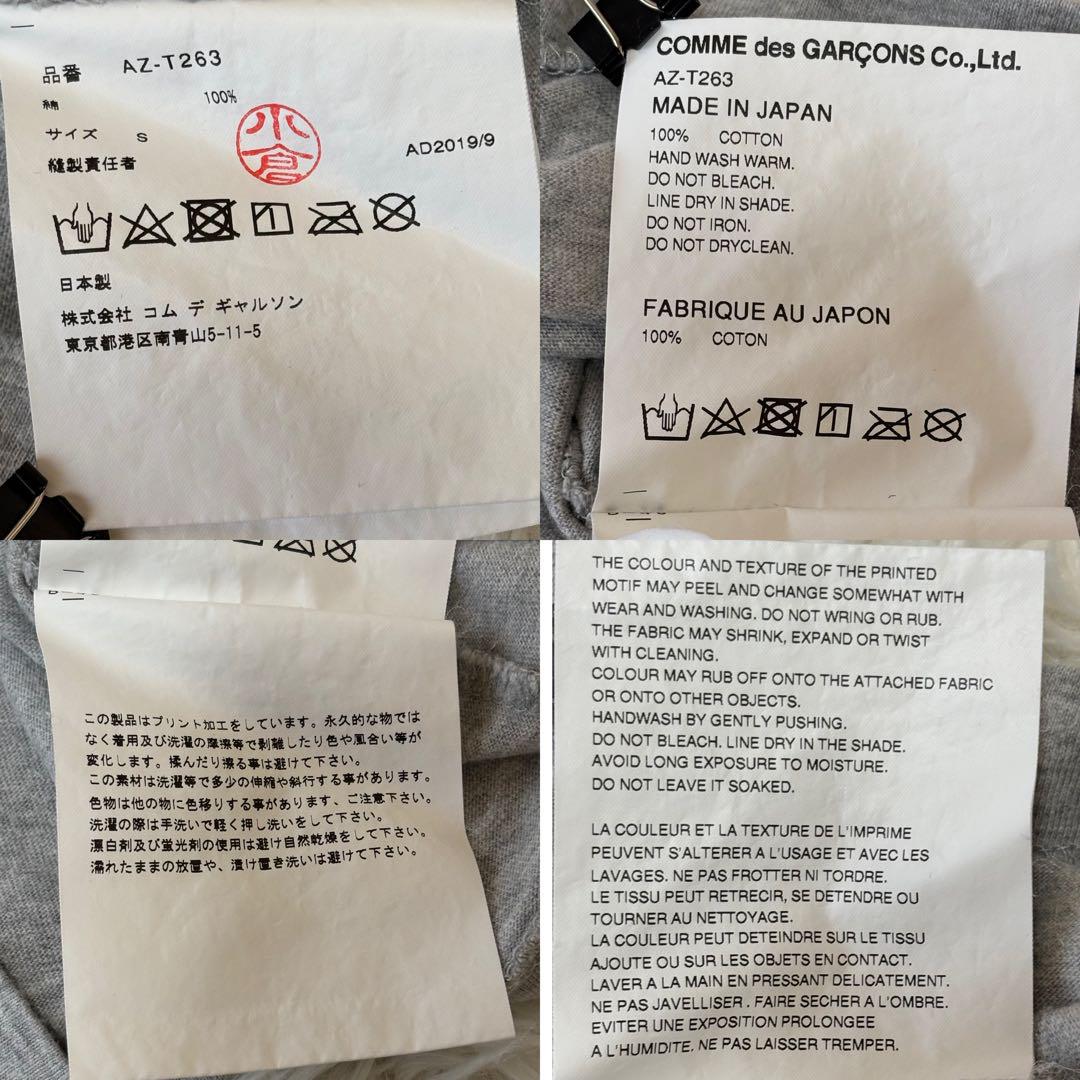 品番 AZ-T263
綿 100%
サイズ S
縫製責任者 小倉 AD2019/9
日本製
株式会社 コム デ ギャルソン
東京都港区南青山5-11-5
COMME des GARÇONS Co.,Ltd.
AZ-T263
MADE IN JAPAN
100% COTTON
HAND WASH WARM.
DO NOT BLEACH.
LINE DRY IN SHADE.
DO NOT IRON.
DO NOT DRYCLEAN.
FABRIQUE AU JAPON
100% COTON
この製品はプリント加工をしています。永久的な物では
なく着用及び洗濯の摩擦等で剥離したり色や風合い等が
変化します。揉んだり擦る事は避けて下さい。
この素材は洗濯等で多少の伸縮や斜行する事があります。
色物は他の物に色移りする事があります、ご注意下さい。
洗濯の際は手洗いで軽く押し洗いをして下さい。
漂白剤及び蛍光剤の使用は避け自然乾燥をして下さい。
濡れたままの放置や、漬け置き洗いは避けて下さい。
THE COLOUR AND TEXTURE OF THE PRINTED
MOTIF MAY PEEL AND CHANGE SOMEWHAT WITH
WEAR AND WASHING. DO NOT WRING OR RUB.
THE FABRIC MAY SHRINK, EXPAND OR TWIST
WITH CLEANING.
COLOUR MAY RUB OFF ONTO THE ATTACHED FABRIC
OR ONTO OTHER OBJECTS.
HANDWASH BY GENTLY PUSHING.
DO NOT BLEACH. LINE DRY IN THE SHADE.
AVOID LONG EXPOSURE TO MOISTURE.
DO NOT LEAVE IT SOAKED.
LA COULEUR ET LA TEXTURE DE L'IMPRIME
PEUVENT S'ALTERER A L'USAGE ET AVEC LES
LAVAGES. NE PAS FROTTER NI TORDRE.
LE TISSU PEUT RETRECIR, SE DETENDRE OU
TOURNER AU NETTOYAGE.
LA COULEUR PEUT DETEINDRE SUR LE TISSU
AJOUTE OU SUR LES OBJETS EN CONTACT.
LAVER A LA MAIN EN PRESSANT DELICATEMENT.
NE PAS JAVELLISER. FAIRE SECHER A L'OMBRE.
EVITER UNE EXPOSITION PROLONGEE
A L'HUMIDITE. NE PAS LAISSER TREMPER.